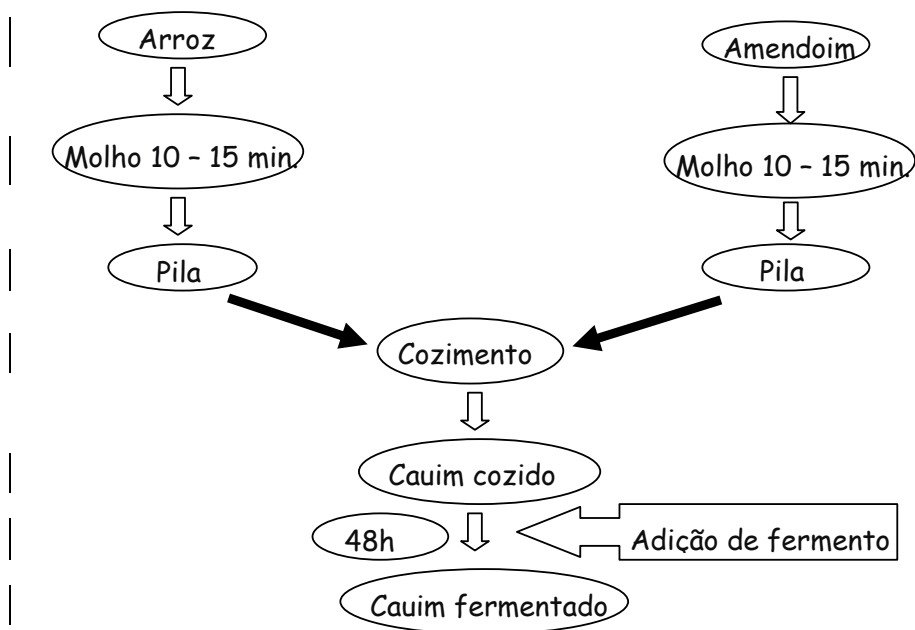 Arroz
Amendoim
Molho 10 – 15 min.
Molho 10 – 15 min.
Pila
Pila
Cozimento
Cauim cozido
48h
Adição de fermento
Cauim fermentado